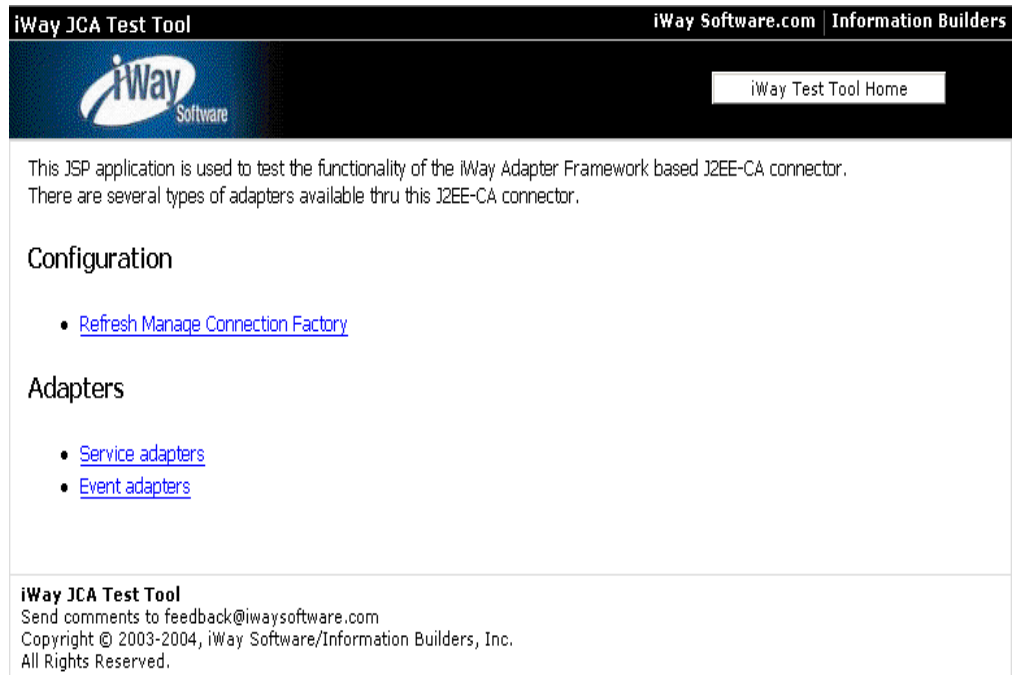 iWay JCA Test Tool
iWay Software.com | Information Builders
iWay
Software
iWay Test Tool Home
This JSP application is used to test the functionality of the iWay Adapter Framework based J2EE-CA connector.
There are several types of adapters available thru this J2EE-CA connector.
Configuration
• Refresh Manage Connection Factory
Adapters
• Service adapters
• Event adapters
iWay JCA Test Tool
Send comments to feedback@iwaysoftware.com
Copyright © 2003-2004, iWay Software/Information Builders, Inc.
All Rights Reserved.